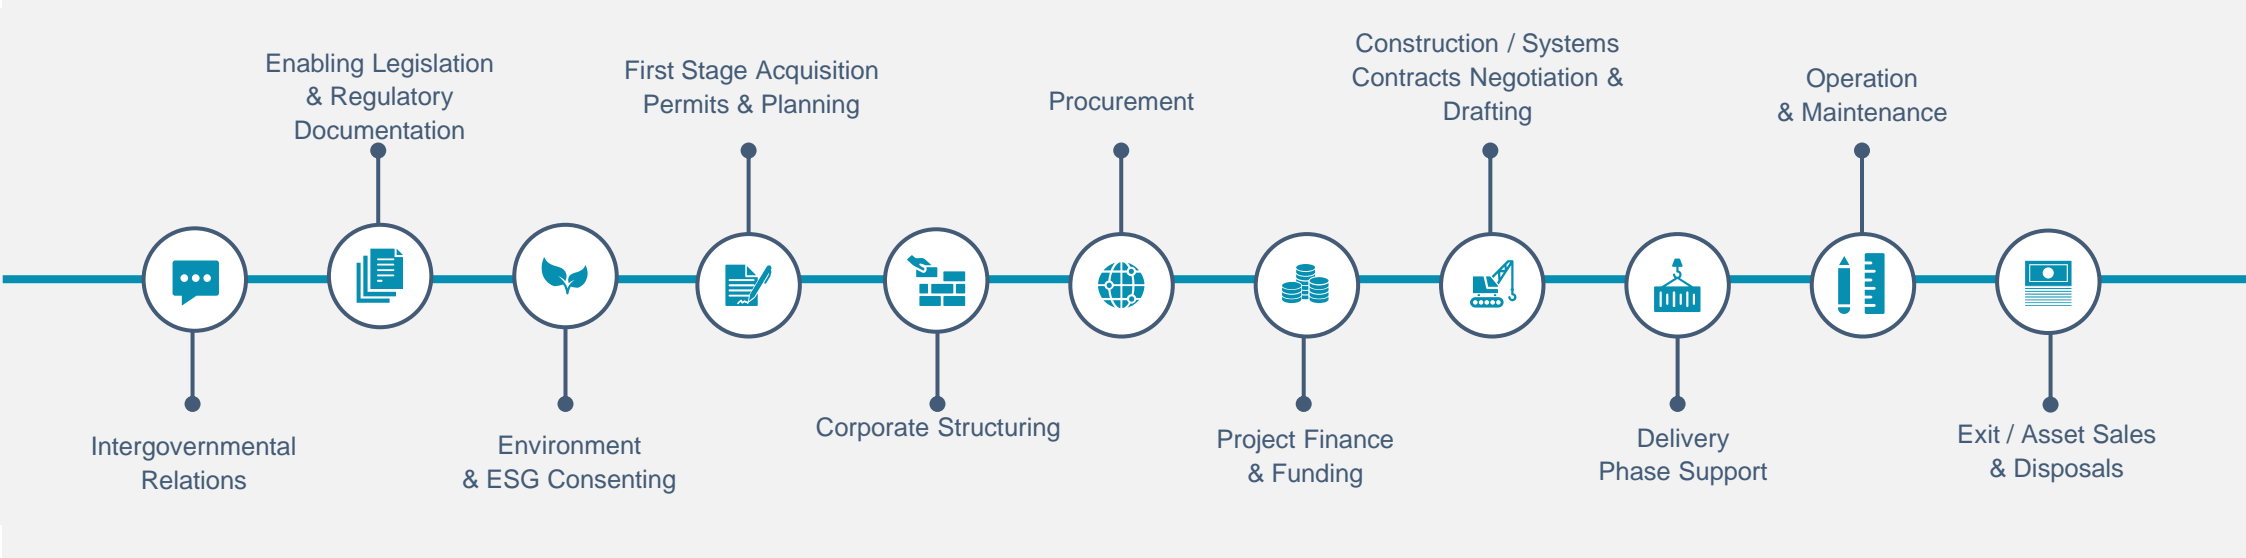 Intergovernmental
Relations
Enabling Legislation
& Regulatory
Documentation
Environment
& ESG Consenting
First Stage Acquisition
Permits & Planning
Corporate Structuring
Procurement
Project Finance
& Funding
Construction / Systems
Contracts Negotiation &
Drafting
Delivery
Phase Support
Operation
& Maintenance
Exit / Asset Sales
& Disposals